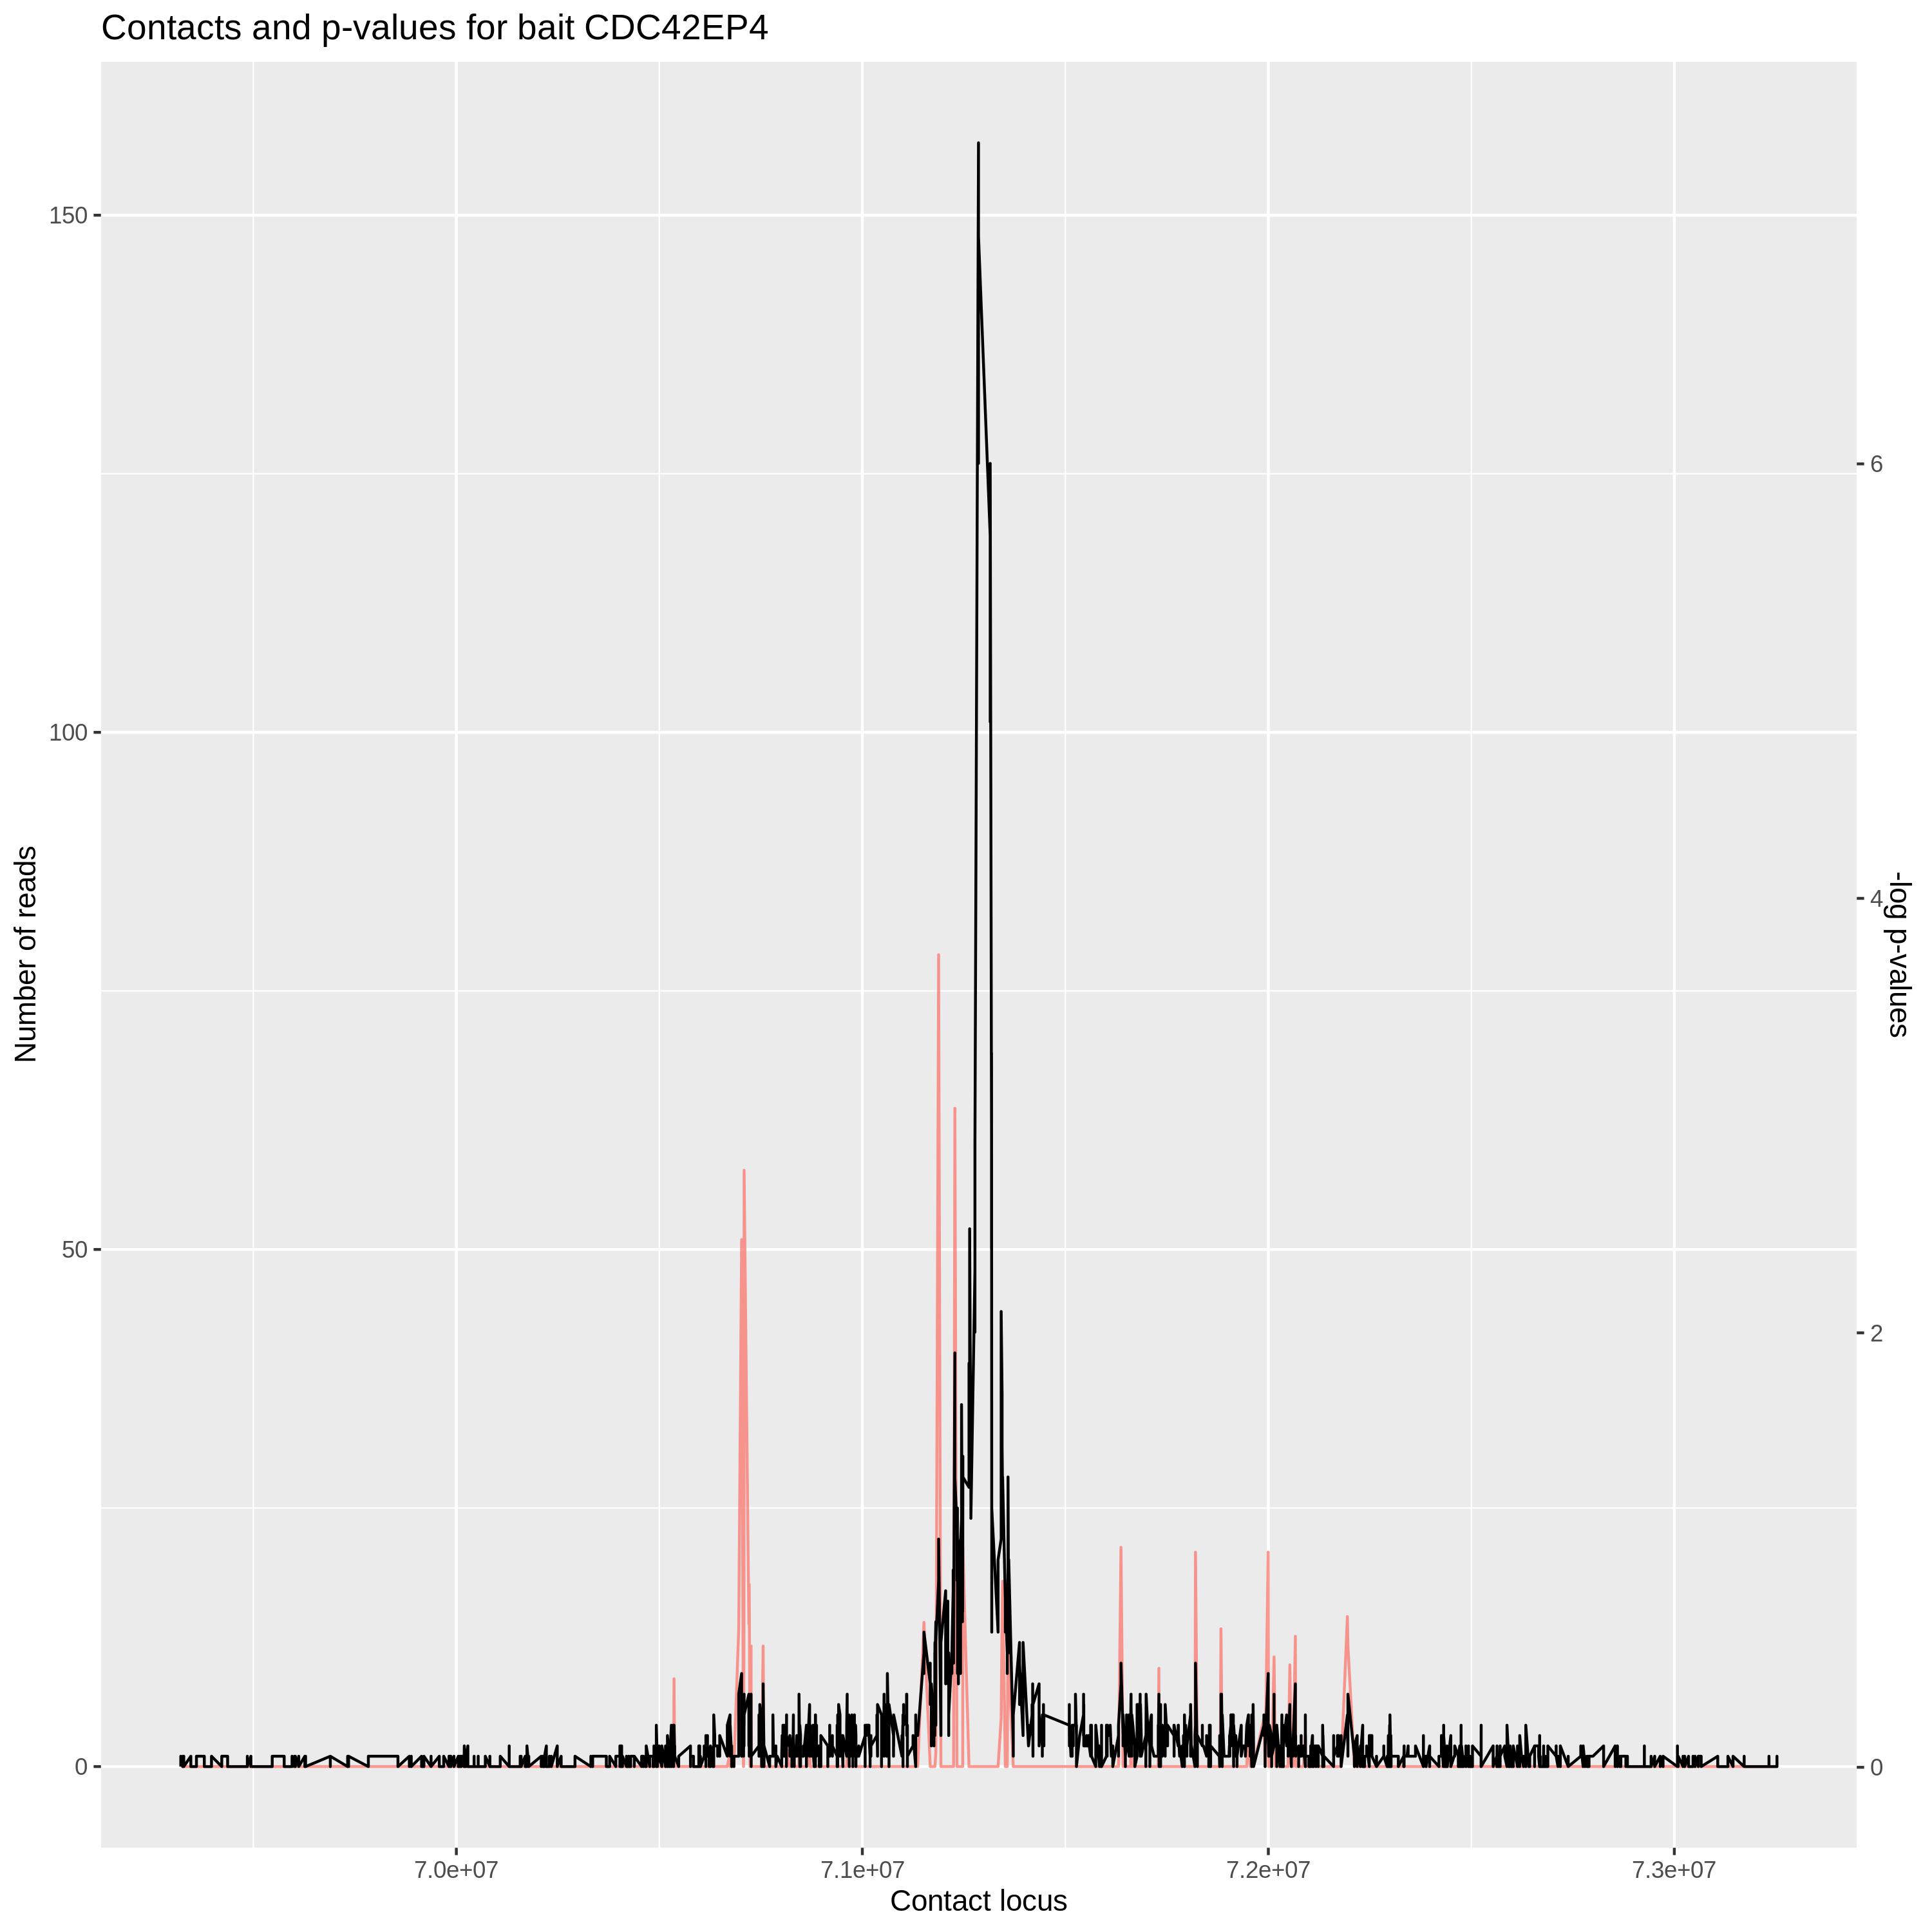 Contacts and p-values for bait CDC42EP4
150
100
50
0
Number of reads
6
4
2
0
-log p-values
7.0e+07 7.1e+07 7.2e+07 7.3e+07
Contact locus